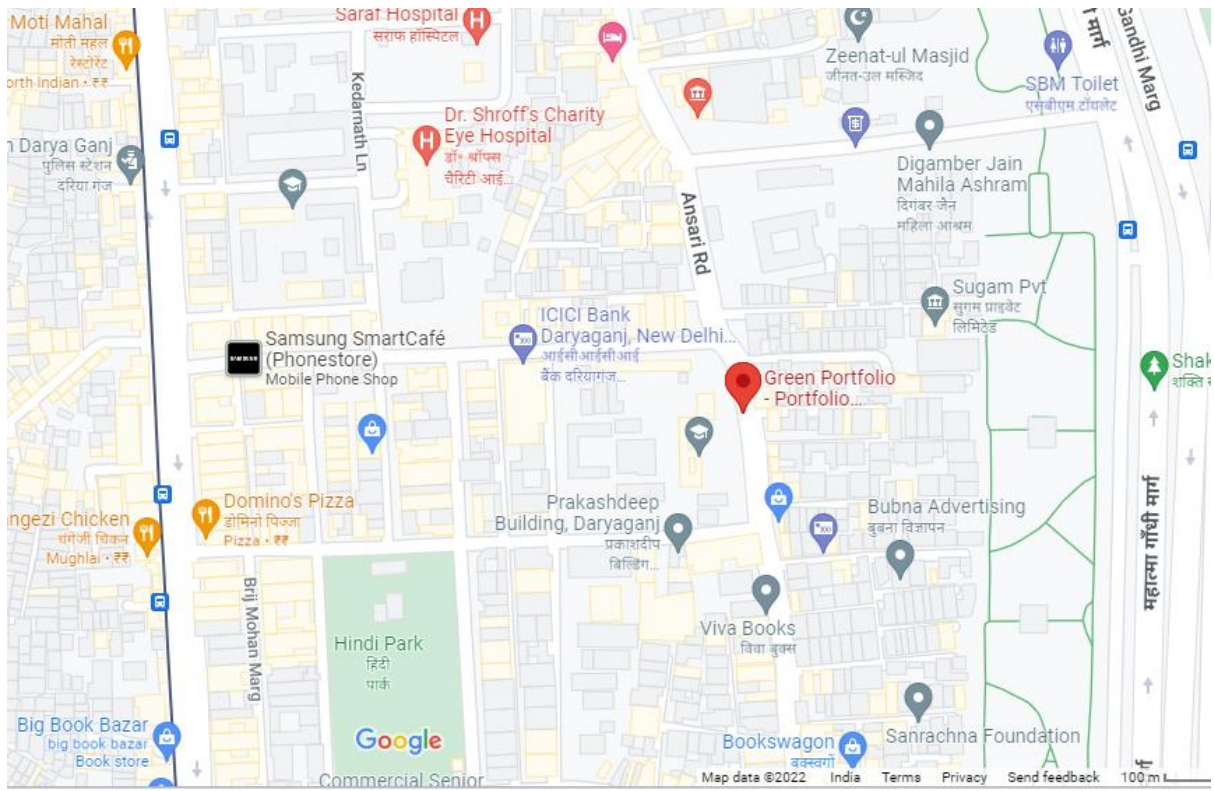 Moti Mahal
मोती महल
रेस्टोरेंट
orth Indian • ₹₹
Saraf Hospital
सराफ हॉस्पिटल
Kedarnath Ln
Dr. Shroff's Charity
Eye Hospital
डॉ॰ श्रॉफ्स
चैरिटी आई...
Zeenat-ul Masjid
जीनत-उल मस्जिद
SBM Toilet
एसबीएम टॉयलेट
Gandhi Marg
मार्ग
n Darya Ganj
पुलिस स्टेशन
दरिया गंज
Digamber Jain
Mahila Ashram
दिगंबर जैन
महिला आश्रम
Ansari Rd
Sugam Pvt
सुगम प्राइवेट
लिमिटेड
SAMSUNG
Samsung SmartCafé
(Phonestore)
Mobile Phone Shop
ICICI Bank
Daryaganj, New Delhi...
आईसीआईसीआई
बैंक दरियागंज...
Green Portfolio
- Portfolio...
Shak
शक्ति स
Domino's Pizza
डोमिनो पिज्जा
Pizza • ₹₹
ngezi Chicken
चंगेजी चिकन
Mughlai • ₹₹
Prakashdeep
Building, Daryaganj
प्रकाशदीप
बिल्डिंग...
Bubna Advertising
बुबना विज्ञापन
महात्मा गाँधी मार्ग
Brij Mohan Marg
Hindi Park
हिंदी
पार्क
Viva Books
विवा बुक्स
Big Book Bazar
big book bazar
Book store
Google
Bookswagon
बुक्स्वगों
Sanrachna Foundation
Commercial Senior
Map data ©2022 India Terms Privacy Send feedback 100 m